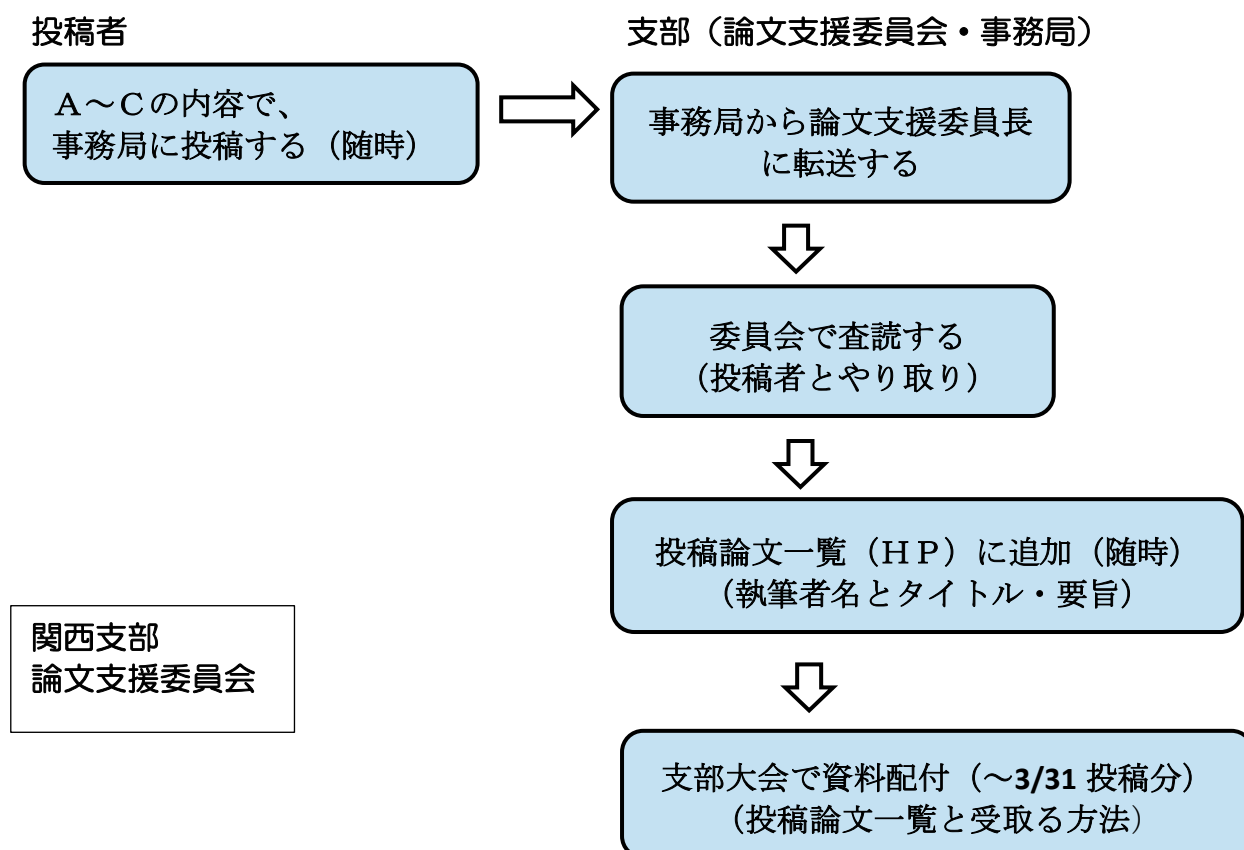 投稿者
支部（論文支援委員会・事務局）
Ａ～Ｃの内容で、
事務局に投稿する（随時）
事務局から論文支援委員長
に転送する
委員会で査読する
（投稿者とやり取り）
投稿論文一覧（ＨＰ）に追加（随時）
（執筆者名とタイトル・要旨）
関西支部
論文支援委員会
支部大会で資料配付（～3/31 投稿分）
（投稿論文一覧と受取る方法）